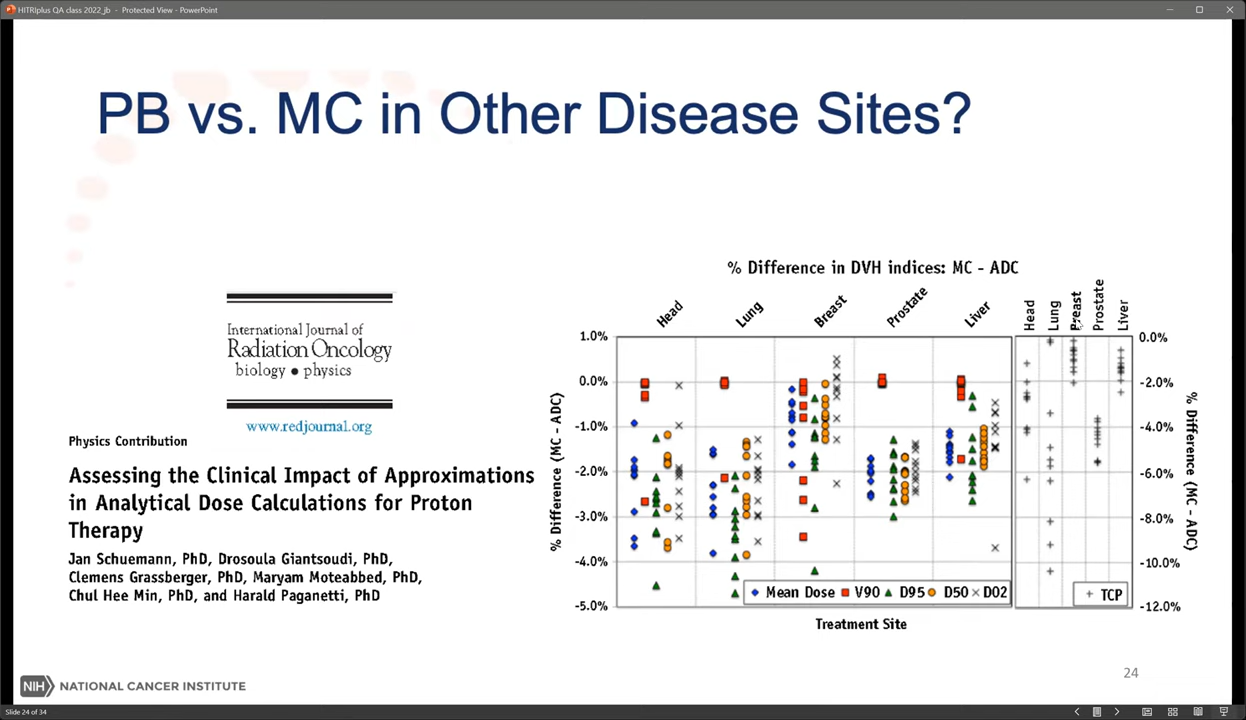 HITRIplus QA class 2022_jb - Protected View - PowerPoint
PB vs. MC in Other Disease Sites?
International Journal of
Radiation Oncology
biology • physics
www.redjournal.org
Physics Contribution
Assessing the Clinical Impact of Approximations
in Analytical Dose Calculations for Proton
Therapy
Jan Schuemann, PhD, Drosoula Giantsoudi, PhD,
Clemens Grassberger, PhD, Maryam Moteabbed, PhD,
Chul Hee Min, PhD, and Harald Paganetti, PhD
% Difference in DVH indices: MC - ADC
Head Lung Breast Prostate Liver
Head Lung Breast Prostate Liver
% Difference (MC - ADC)
1.0%
0.0%
-1.0%
-2.0%
-3.0%
-4.0%
-5.0%
Mean Dose V90 D95 D50 D02
Treatment Site
TCP
0.0%
-2.0%
-4.0%
-6.0%
-8.0%
-10.0%
-12.0%
% Difference (MC - ADC)
NIH NATIONAL CANCER INSTITUTE
24
Slide 24 of 34